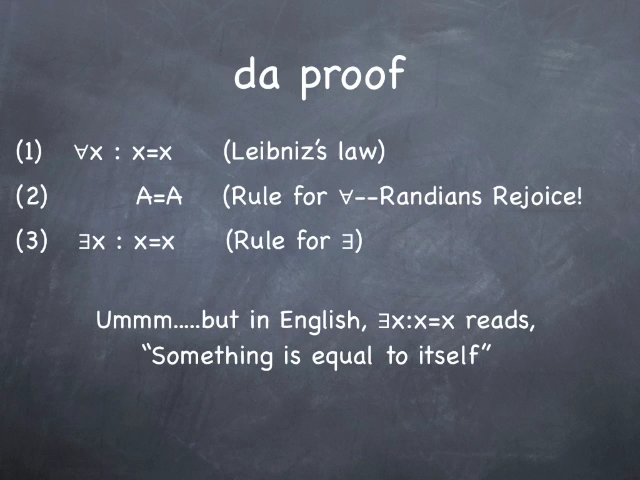 da proof
(1) ∀x : x=x (Leibniz's law)
(2) A=A (Rule for ∀--Randians Rejoice!
(3) ∃x : x=x (Rule for ∃)
Ummm.....but in English, ∃x:x=x reads,
“Something is equal to itself”